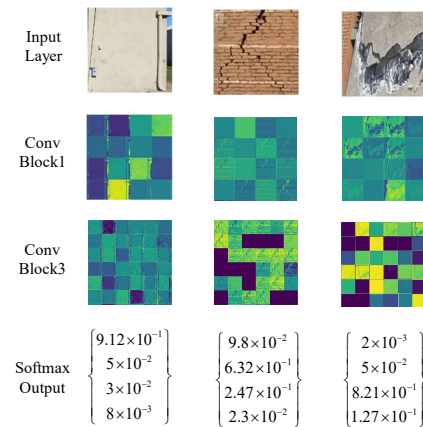 Input
Layer
Conv
Block1
Conv
Block3
Softmax
Output
9.12×10⁻¹
5×10⁻²
3×10⁻²
8×10⁻³
9.8×10⁻²
6.32×10⁻¹
2.47×10⁻¹
2.3×10⁻²
2×10⁻³
5×10⁻²
8.21×10⁻¹
1.27×10⁻¹